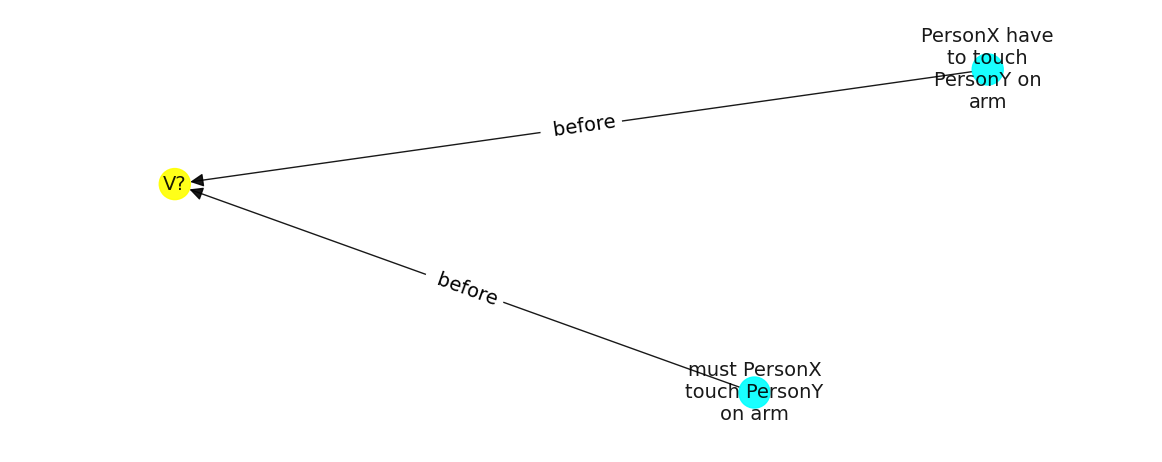 PersonX have
to touch
PersonY on
arm
before
V?
before
must PersonX
touch PersonY
on arm